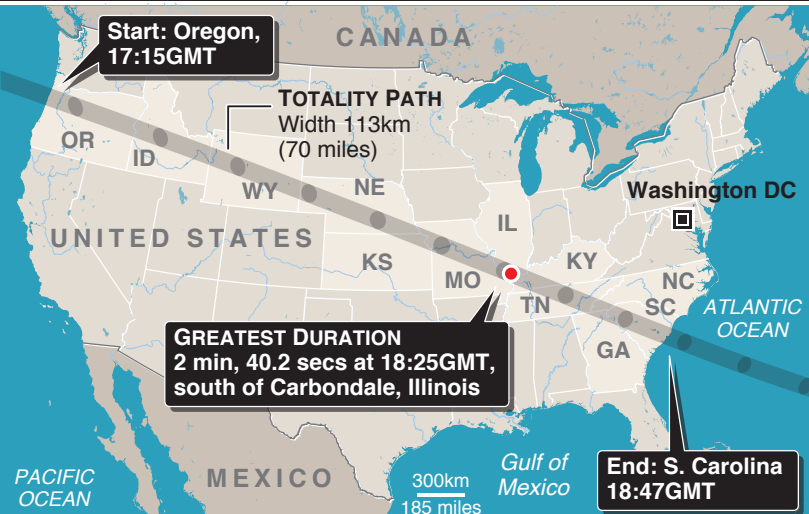 Start: Oregon,
17:15GMT
CANADA
TOTALITY PATH
Width 113km
(70 miles)
OR
ID
WY
NE
Washington DC
UNITED STATES
IL
KS
MO
KY
TN
NC
SC
GA
ATLANTIC
OCEAN
GREATEST DURATION
2 min, 40.2 secs at 18:25GMT,
south of Carbondale, Illinois
End: S. Carolina
18:47GMT
PACIFIC
OCEAN
MEXICO
300km
185 miles
Gulf of
Mexico